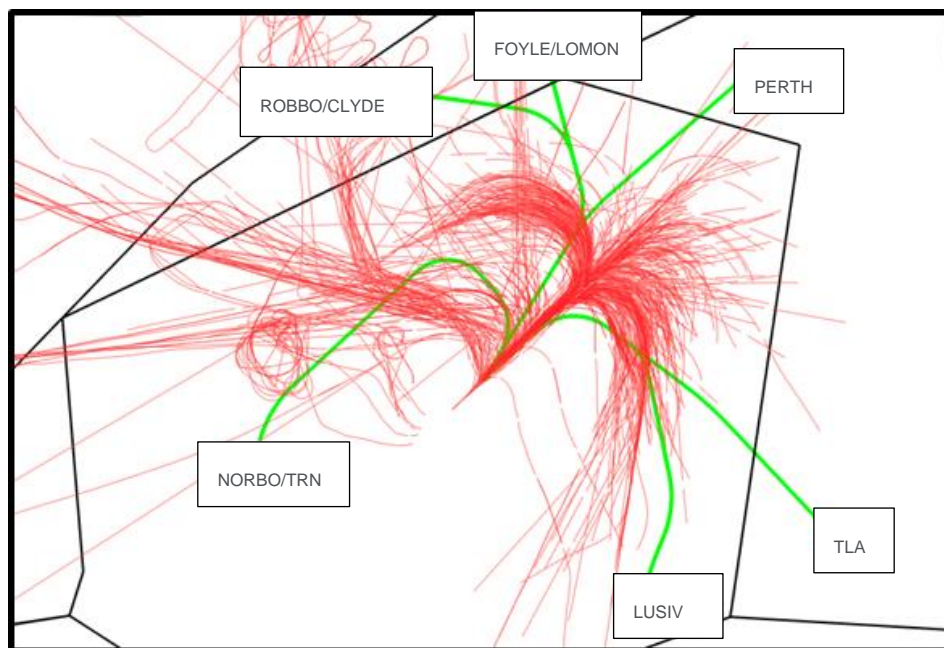 FOYLE/LOMON
PERTH
ROBBO/CLYDE
NORBO/TRN
TLA
LUSIV